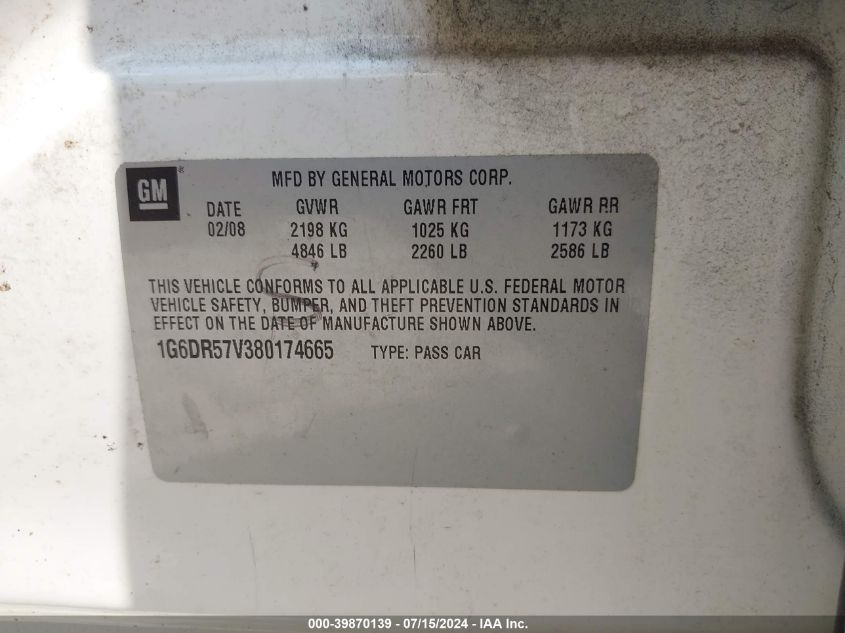 GM ®
MFD BY GENERAL MOTORS CORP.
DATE GVWR GAWR FRT GAWR RR
02/08 2198 KG 1025 KG 1173 KG
4846 LB 2260 LB 2586 LB
THIS VEHICLE CONFORMS TO ALL APPLICABLE U.S. FEDERAL MOTOR
VEHICLE SAFETY, BUMPER, AND THEFT PREVENTION STANDARDS IN
EFFECT ON THE DATE OF MANUFACTURE SHOWN ABOVE.
1G6DR57V380174665 TYPE: PASS CAR
000-39870139 - 07/15/2024 - IAA Inc.